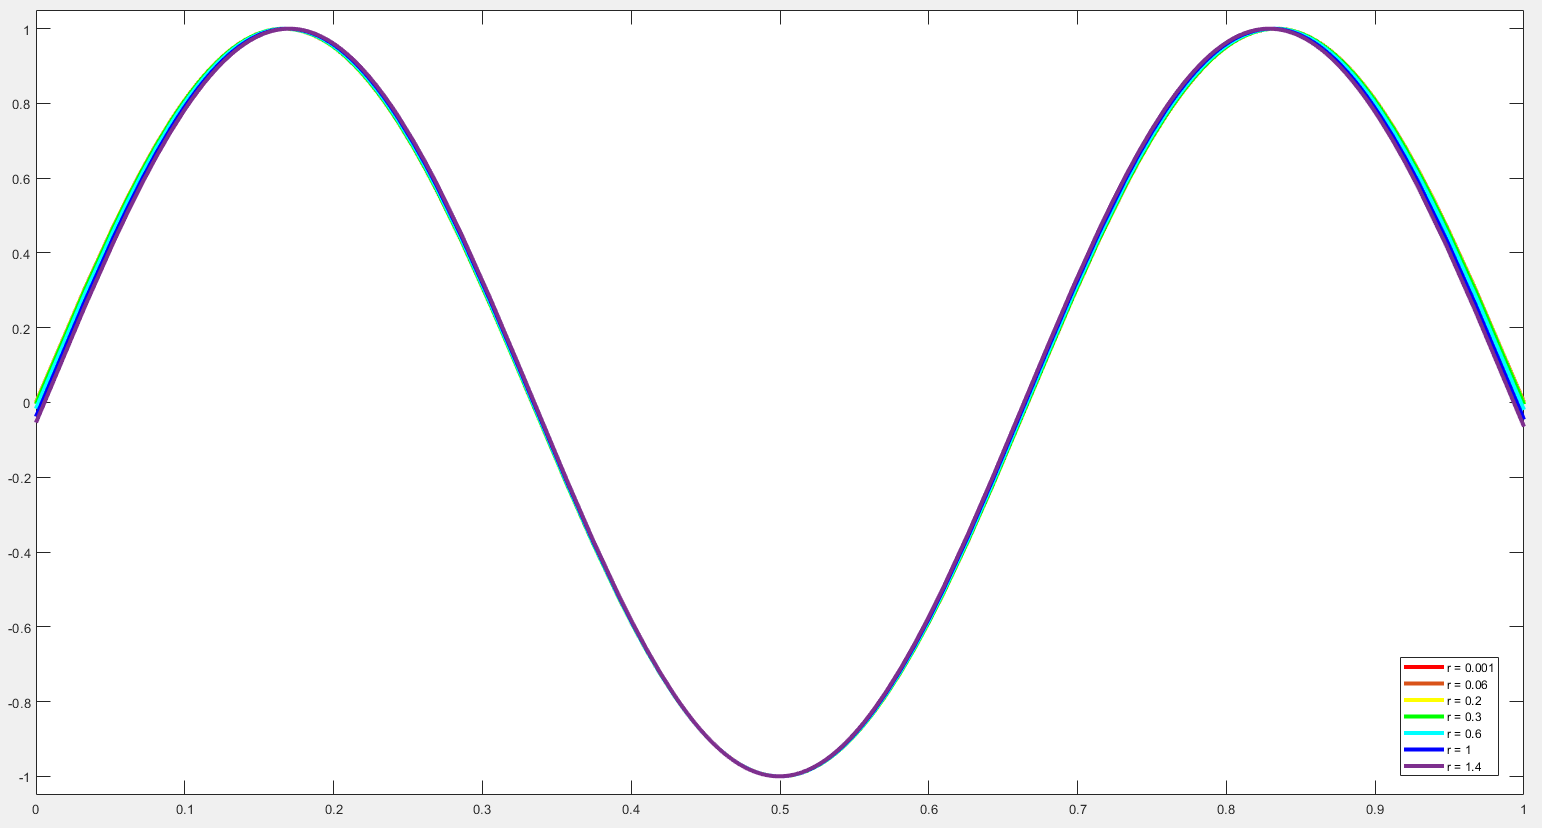 1
0.8
0.6
0.4
0.2
0
-0.2
-0.4
-0.6
-0.8
-1
0 0.1 0.2 0.3 0.4 0.5 0.6 0.7 0.8 0.9 1
r = 0.001
r = 0.06
r = 0.2
r = 0.3
r = 0.6
r = 1
r = 1.4